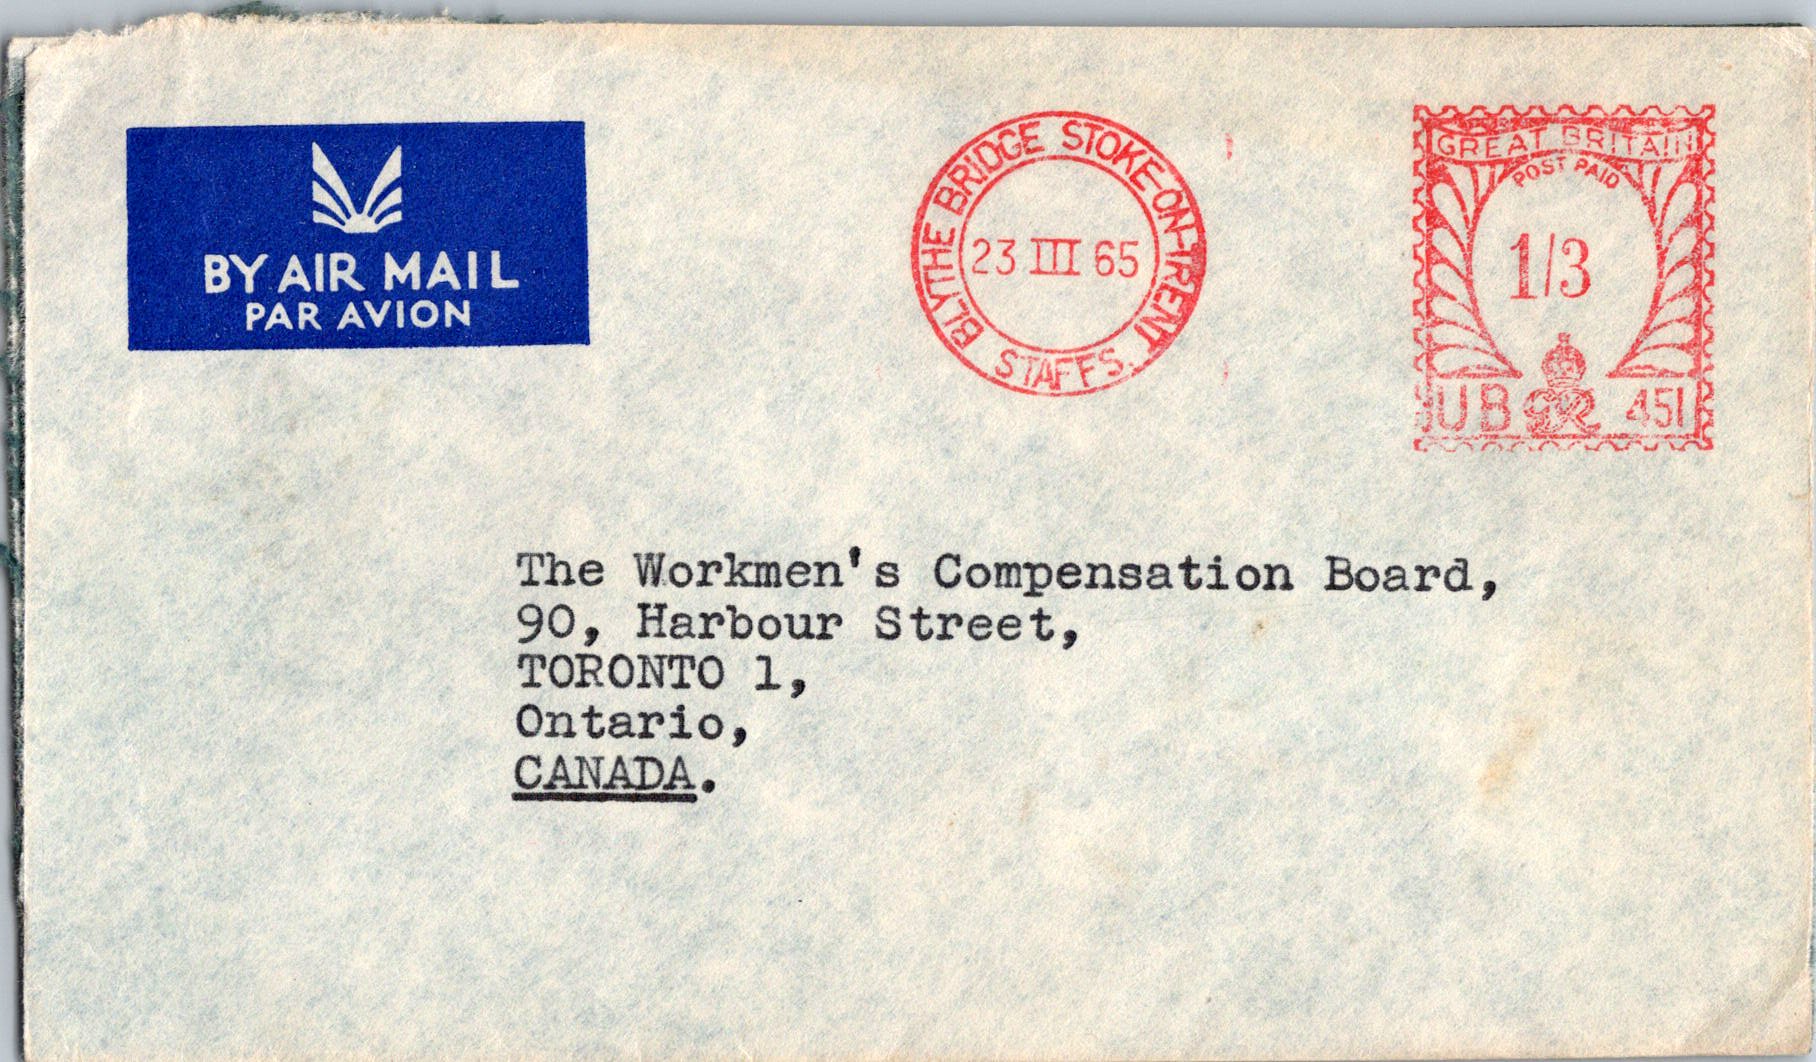 BY AIR MAIL
PAR AVION
BLYTHE BRIDGE STOKE-ON-TRENT
STAFFS.
23 III 65
GREAT BRITAIN
POST PAID
1/3
UB GR 451
The Workmen's Compensation Board,
90, Harbour Street,
TORONTO 1,
Ontario,
CANADA.